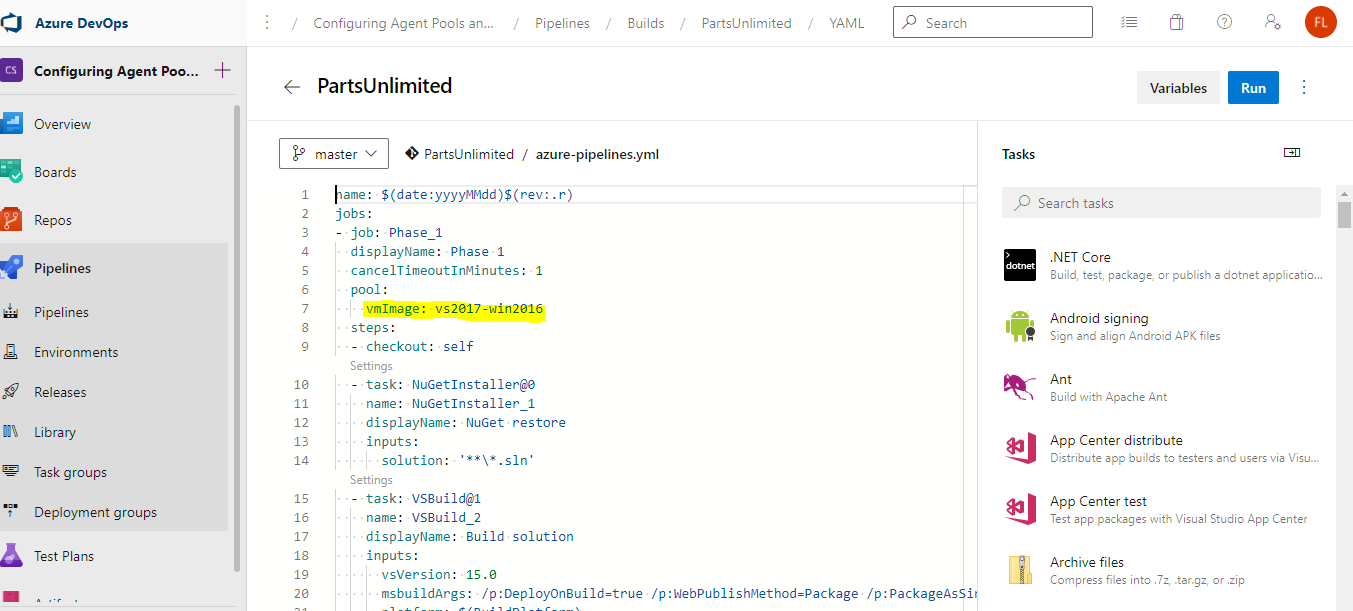 Azure DevOps
/ Configuring Agent Pools an... / Pipelines / Builds / PartsUnlimited / YAML
Search
FL
CS Configuring Agent Poo...
Overview
Boards
Repos
Pipelines
Pipelines
Environments
Releases
Library
Task groups
Deployment groups
Test Plans
PartsUnlimited
Variables
Run
master
PartsUnlimited / azure-pipelines.yml
1 name: $(date:yyyyMMdd)$(rev:.r)
2 jobs:
3 - job: Phase_1
4 displayName: Phase 1
5 cancelTimeoutInMinutes: 1
6 pool:
7 vmImage: vs2017-win2016
8 steps:
9 - checkout: self
Settings
10 - task: NuGetInstaller@0
11 name: NuGetInstaller_1
12 displayName: NuGet restore
13 inputs:
14 solution: '**\*.sln'
Settings
15 - task: VSBuild@1
16 name: VSBuild_2
17 displayName: Build solution
18 inputs:
19 vsVersion: 15.0
20 msbuildArgs: /p:DeployOnBuild=true /p:WebPublishMethod=Package /p:PackageAsSin
platform: $(BuildPlatform)
Tasks
Search tasks
dotnet
.NET Core
Build, test, package, or publish a dotnet applicatio...
Android signing
Sign and align Android APK files
Ant
Build with Apache Ant
App Center distribute
Distribute app builds to testers and users via Visu...
App Center test
Test app packages with Visual Studio App Center
Archive files
Compress files into .7z, .tar.gz, or .zip